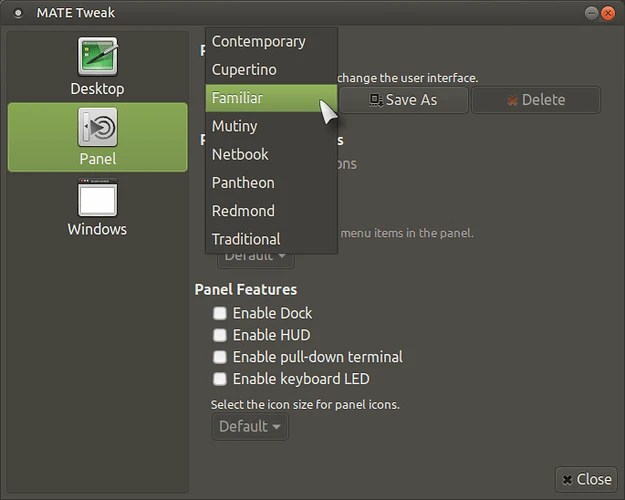 MATE Tweak
Desktop
Panel
Windows
P
Contemporary
Cupertino
Familiar
Mutiny
Netbook
Pantheon
Redmond
Traditional
change the user interface.
Save As
Delete
P s
ons
menu items in the panel.
Default
Panel Features
Enable Dock
Enable HUD
Enable pull-down terminal
Enable keyboard LED
Select the icon size for panel icons.
Default
Close